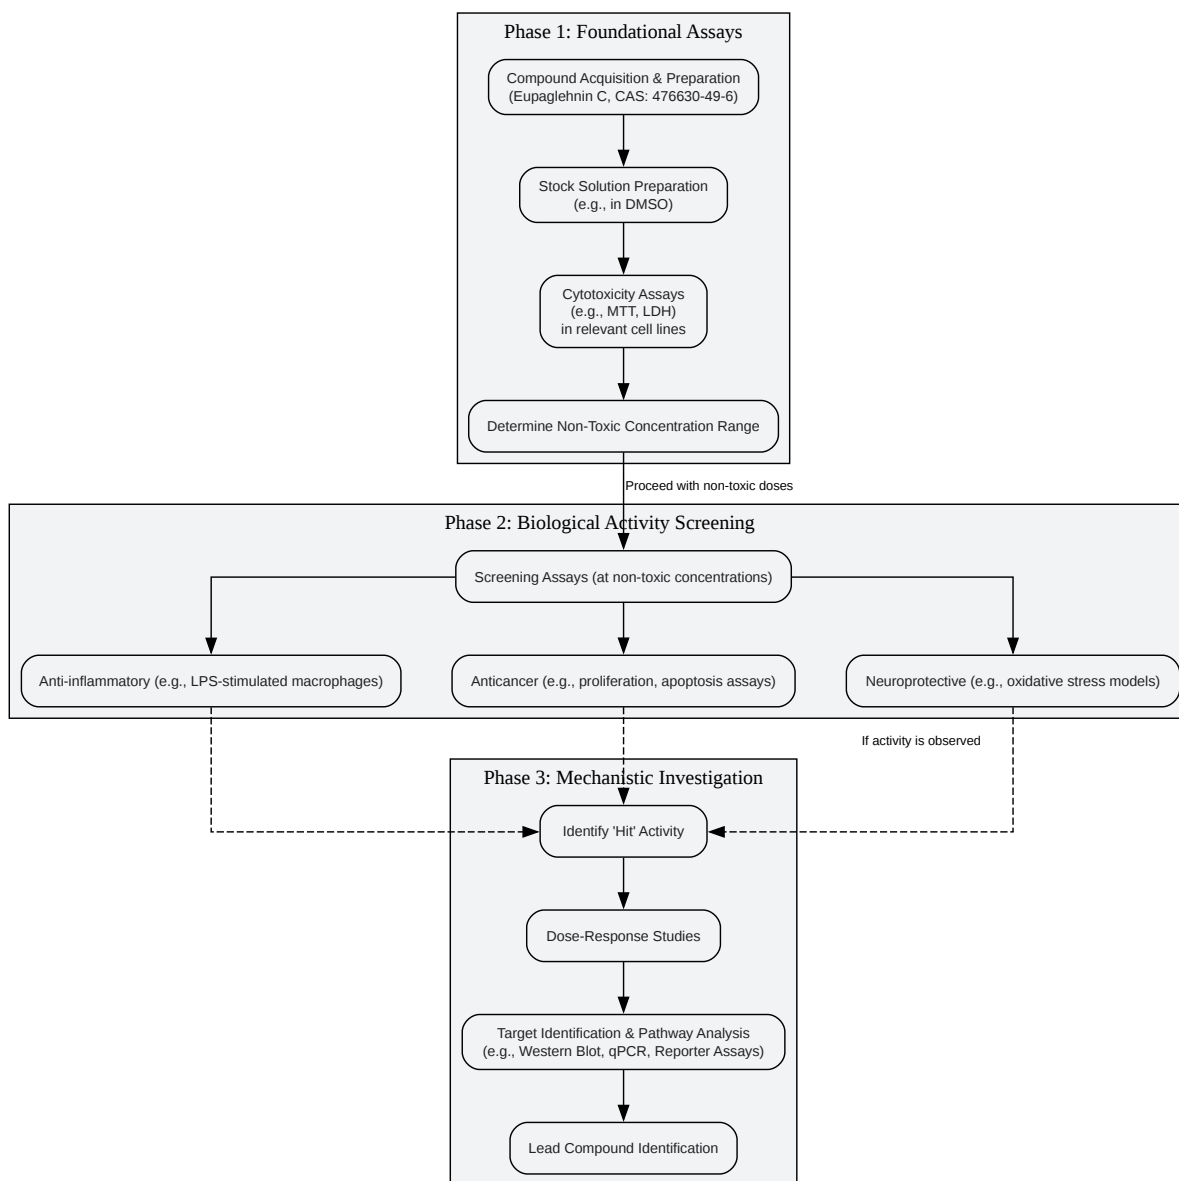 Phase 1: Foundational Assays
Compound Acquisition & Preparation
(Eupaglehnin C, CAS: 476630-49-6)
Stock Solution Preparation
(e.g., in DMSO)
Cytotoxicity Assays
(e.g., MTT, LDH)
in relevant cell lines
Determine Non-Toxic Concentration Range
Proceed with non-toxic doses
Phase 2: Biological Activity Screening
Screening Assays (at non-toxic concentrations)
Anti-inflammatory (e.g., LPS-stimulated macrophages)
Anticancer (e.g., proliferation, apoptosis assays)
Neuroprotective (e.g., oxidative stress models)
If activity is observed
Phase 3: Mechanistic Investigation
Identify 'Hit' Activity
Dose-Response Studies
Target Identification & Pathway Analysis
(e.g., Western Blot, qPCR, Reporter Assays)
Lead Compound Identification